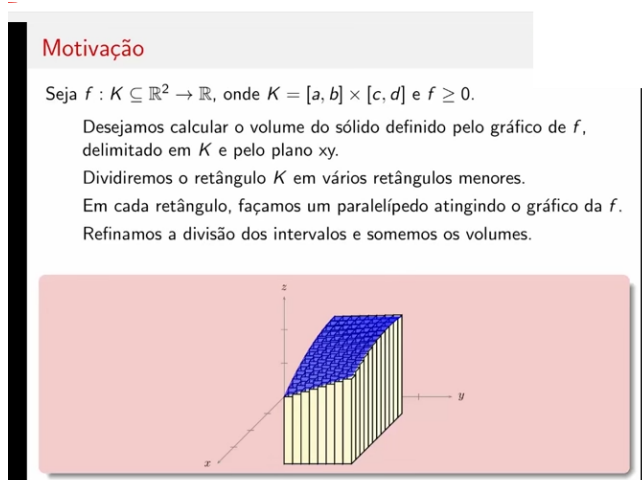 Motivação
Seja f : K ⊆ ℝ² → ℝ, onde K = [a, b] × [c, d] e f ≥ 0.
Desejamos calcular o volume do sólido definido pelo gráfico de f,
delimitado em K e pelo plano xy.
Dividiremos o retângulo K em vários retângulos menores.
Em cada retângulo, façamos um paralelípedo atingindo o gráfico da f.
Refinamos a divisão dos intervalos e somemos os volumes.
z
y
x